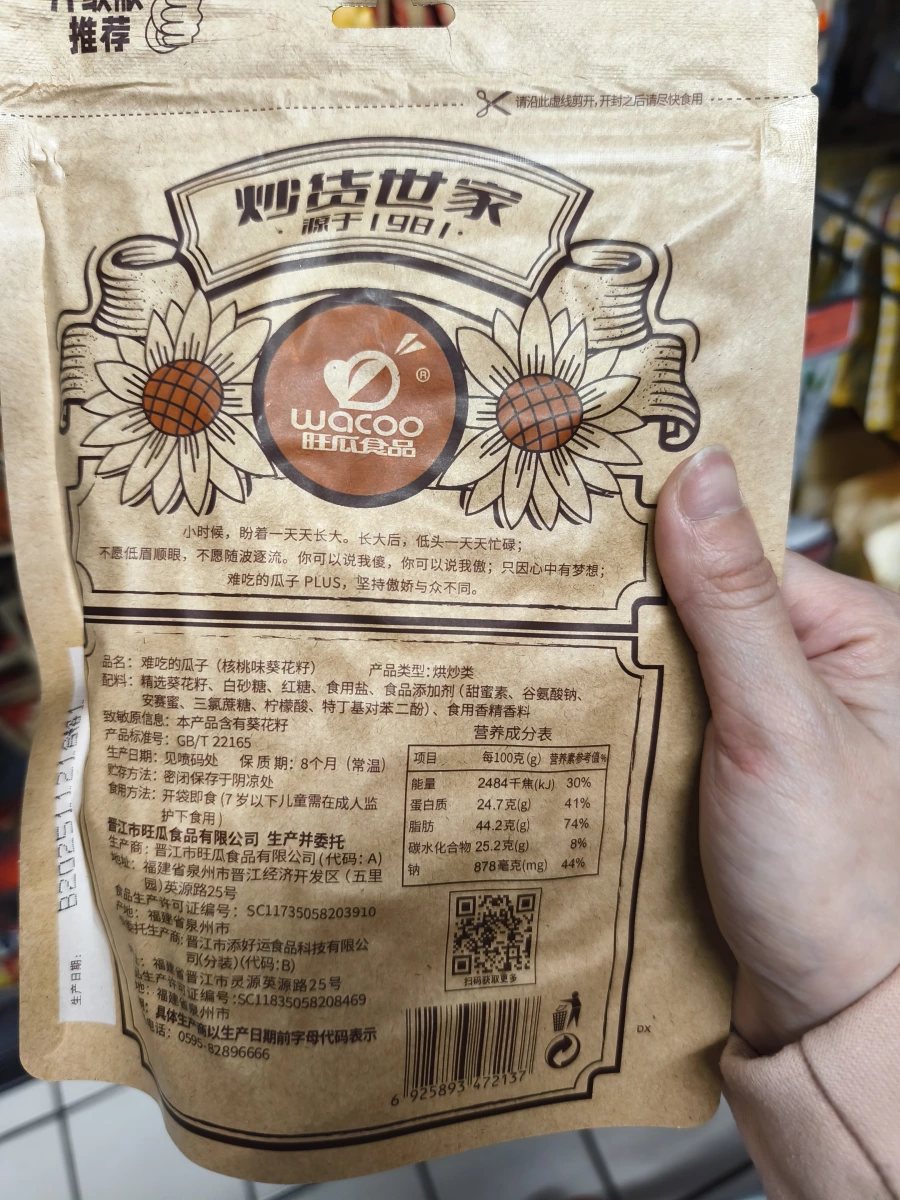 推荐
请沿此虚线剪开,开封之后请尽快食用
炒货世家
·源于1981·
®
wacoo
旺瓜食品
小时候，盼着一天天长大。长大后，低头一天天忙碌；
不愿低眉顺眼，不愿随波逐流。你可以说我傻，你可以说我傲；只因心中有梦想；
难吃的瓜子 PLUS，坚持傲娇与众不同。
品名：难吃的瓜子（核桃味葵花籽） 产品类型：烘炒类
配料：精选葵花籽、白砂糖、红糖、食用盐、食品添加剂（甜蜜素、谷氨酸钠、
安赛蜜、三氯蔗糖、柠檬酸、特丁基对苯二酚）、食用香精香料
致敏原信息：本产品含有葵花籽
产品标准号：GB/T 22165
生产日期：见喷码处 保质期：8个月（常温）
贮存方法：密闭保存于阴凉处
食用方法：开袋即食(7岁以下儿童需在成人监
护下食用)
晋江市旺瓜食品有限公司 生产并委托
生产商：晋江市旺瓜食品有限公司(代码：A)
地址：福建省泉州市晋江经济开发区（五里
园)英源路25号
食品生产许可证编号：SC11735058203910
产地：福建省泉州市
委托生产商：晋江市添好运食品科技有限公
司(分装)(代码:B)
福建省晋江市灵源英源路25号
生产许可证编号:SC11835058208469
地：福建省泉州市
具体生产商以生产日期前字母代码表示
电话：0595-82896666
营养成分表
项目 每100克(g) 营养素参考值%
能量 2484千焦(kJ) 30%
蛋白质 24.7克(g) 41%
脂肪 44.2克(g) 74%
碳水化合物 25.2克(g) 8%
钠 878毫克(mg) 44%
扫码获取更多
6 925893 472137
DX
生产日期：
B20251121